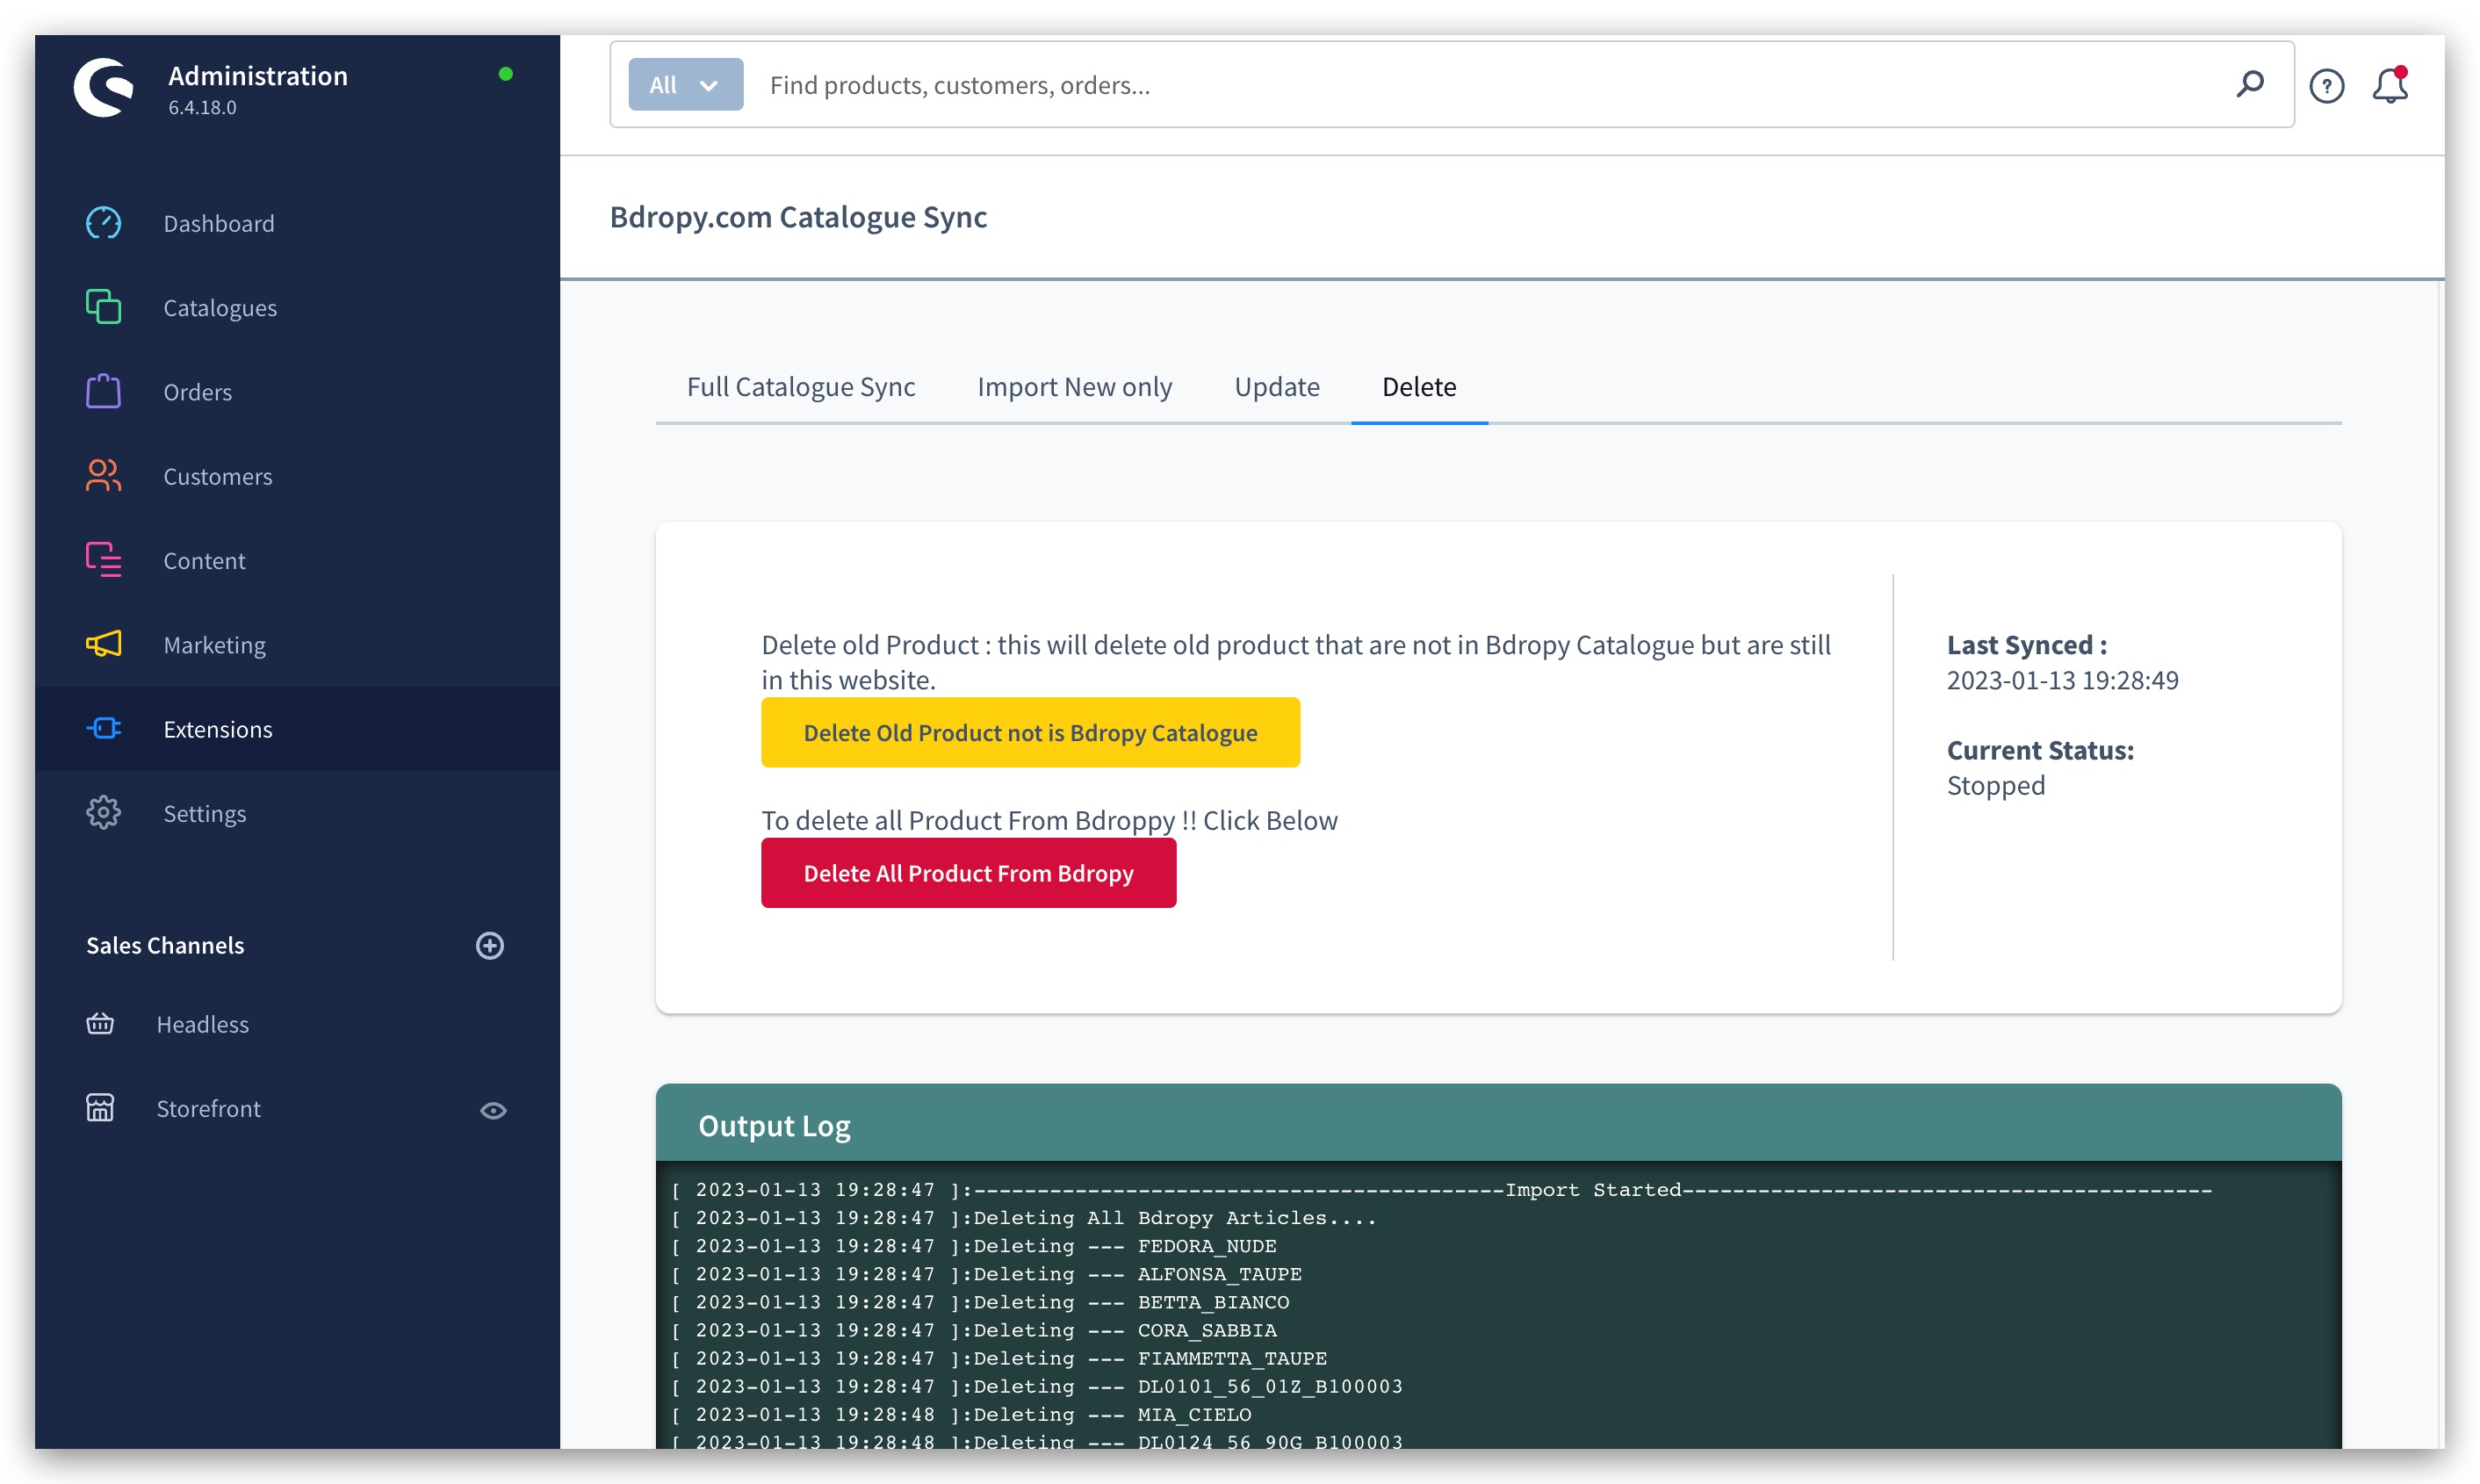 Administration
6.4.18.0
Dashboard
Catalogues
Orders
Customers
Content
Marketing
Extensions
Settings
Sales Channels
Headless
Storefront
All
Find products, customers, orders...
Bdropy.com Catalogue Sync
Full Catalogue Sync
Import New only
Update
Delete
Delete old Product : this will delete old product that are not in Bdropy Catalogue but are still
in this website.
Delete Old Product not is Bdropy Catalogue
To delete all Product From Bdroppy !! Click Below
Delete All Product From Bdropy
Last Synced :
2023-01-13 19:28:49
Current Status:
Stopped
Output Log
[ 2023-01-13 19:28:47 ]:------------------------------------------Import Started------------------------------------------
[ 2023-01-13 19:28:47 ]:Deleting All Bdropy Articles....
[ 2023-01-13 19:28:47 ]:Deleting --- FEDORA_NUDE
[ 2023-01-13 19:28:47 ]:Deleting --- ALFONSA_TAUPE
[ 2023-01-13 19:28:47 ]:Deleting --- BETTA_BIANCO
[ 2023-01-13 19:28:47 ]:Deleting --- CORA_SABBIA
[ 2023-01-13 19:28:47 ]:Deleting --- FIAMMETTA_TAUPE
[ 2023-01-13 19:28:47 ]:Deleting --- DL0101_56_01Z_B100003
[ 2023-01-13 19:28:48 ]:Deleting --- MIA_CIELO
[ 2023-01-13 19:28:48 ]:Deleting --- DL0124_56_90G_B100003